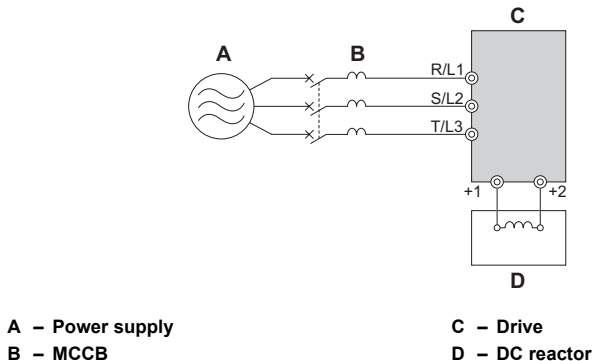 C
A
B
R/L1
S/L2
T/L3
+1
+2
D
A – Power supply
B – MCCB
C – Drive
D – DC reactor